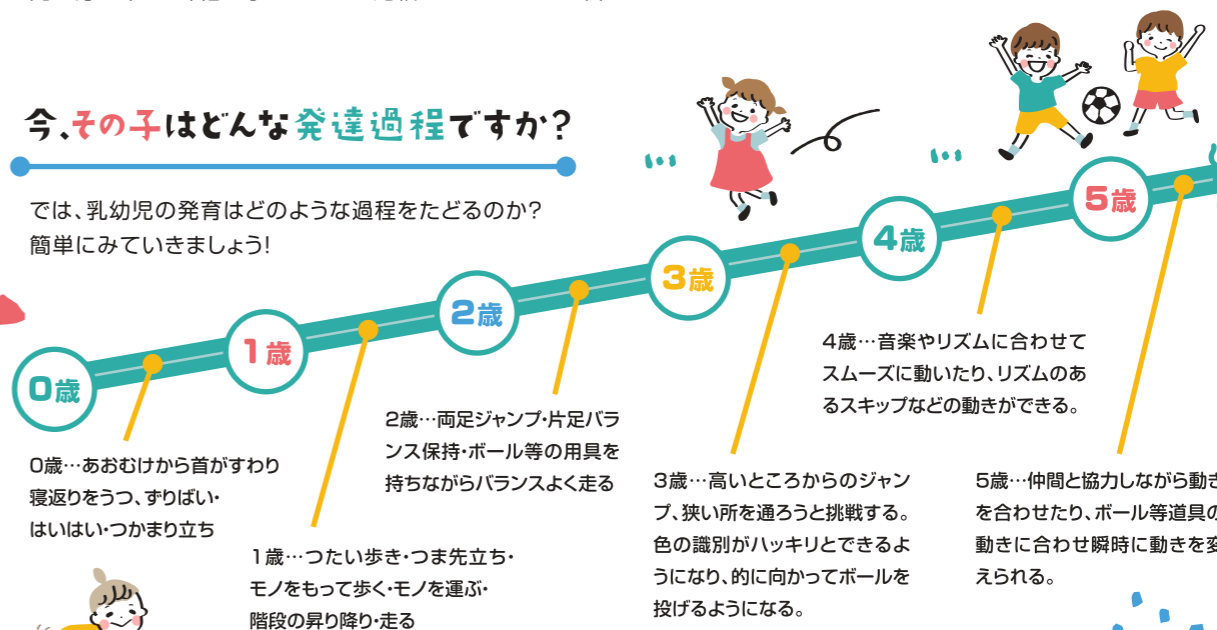 今、その子はどんな発達過程ですか?
では、乳幼児の発育はどのような過程をたどるのか?
簡単にみていきましょう!
0歳
1歳
2歳
3歳
4歳
5歳
0歳…あおむけから首がすわり
寝返りをうつ、ずりばい・
はいはい・つかまり立ち
1歳…つたい歩き・つま先立ち・
モノをもって歩く・モノを運ぶ・
階段の昇り降り・走る
2歳…両足ジャンプ・片足バラ
ンス保持・ボール等の用具を
持ちながらバランスよく走る
3歳…高いところからのジャン
プ、狭い所を通ろうと挑戦する。
色の識別がハッキリとできるよ
うになり、的に向かってボールを
投げるようになる。
4歳…音楽やリズムに合わせて
スムーズに動いたり、リズムのあ
るスキップなどの動きができる。
5歳…仲間と協力しながら動き
を合わせたり、ボール等道具の
動きに合わせ瞬時に動きを変
えられる。